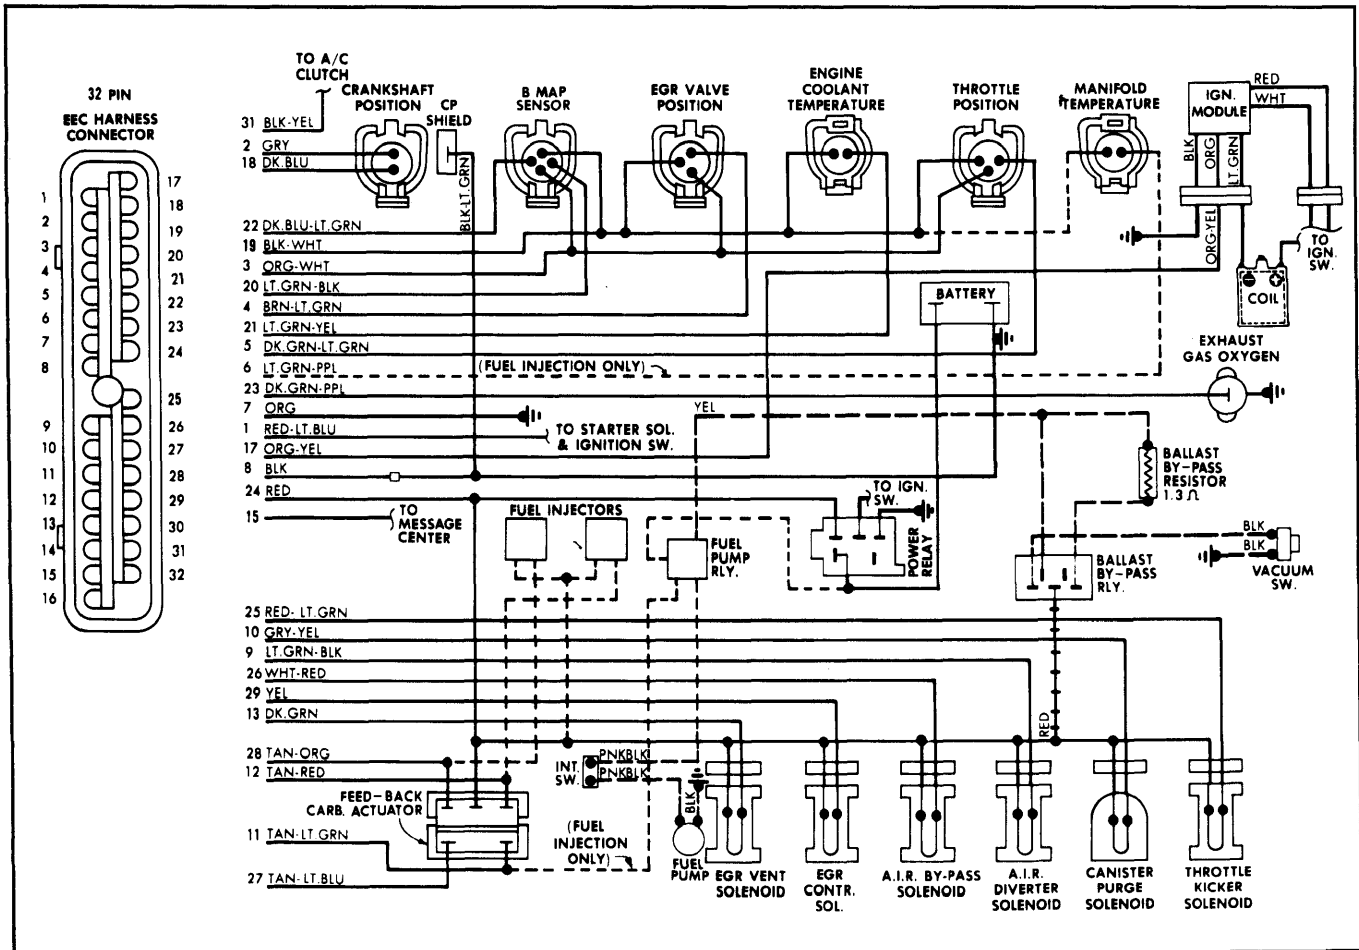 32 PIN
EEC HARNESS
CONNECTOR
1
2
3
4
5
6
7
8
9
10
11
12
13
14
15
16
17
18
19
20
21
22
23
24
25
26
27
28
29
30
31
32
TO A/C
CLUTCH
CRANKSHAFT
POSITION
CP
SHIELD
B MAP
SENSOR
EGR VALVE
POSITION
ENGINE
COOLANT
TEMPERATURE
THROTTLE
POSITION
MANIFOLD
TEMPERATURE
IGN.
MODULE
RED
WHT
BLK
ORG
LT.GRN
ORG-YEL
BLK-LT.GRN
TO
IGN.
SW.
COIL
BATTERY
EXHAUST
GAS OXYGEN
31 BLK-YEL
2 GRY
18 DK.BLU
22 DK.BLU-LT.GRN
19 BLK-WHT
3 ORG-WHT
20 LT.GRN-BLK
4 BRN-LT.GRN
21 LT.GRN-YEL
5 DK.GRN-LT.GRN
6 LT.GRN-PPL
(FUEL INJECTION ONLY)
23 DK.GRN-PPL
7 ORG
1 RED-LT.BLU
TO STARTER SOL.
& IGNITION SW.
17 ORG-YEL
8 BLK
24 RED
15
TO
MESSAGE
CENTER
YEL
FUEL INJECTORS
FUEL
PUMP
RLY.
TO IGN.
SW.
POWER
RELAY
BALLAST
BY-PASS
RESISTOR
1.3 Ω
BALLAST
BY-PASS
RLY.
BLK
BLK
VACUUM
SW.
25 RED-LT.GRN
10 GRY-YEL
9 LT.GRN-BLK
26 WHT-RED
29 YEL
13 DK.GRN
RED
28 TAN-ORG
12 TAN-RED
FEED-BACK
CARB. ACTUATOR
11 TAN-LT.GRN
27 TAN-LT.BLU
INT.
SW.
PNKBLK
PNKBLK
BLK
(FUEL
INJECTION
ONLY)
FUEL
PUMP
EGR VENT
SOLENOID
EGR
CONTR.
SOL.
A.I.R. BY-PASS
SOLENOID
A.I.R.
DIVERTER
SOLENOID
CANISTER
PURGE
SOLENOID
THROTTLE
KICKER
SOLENOID